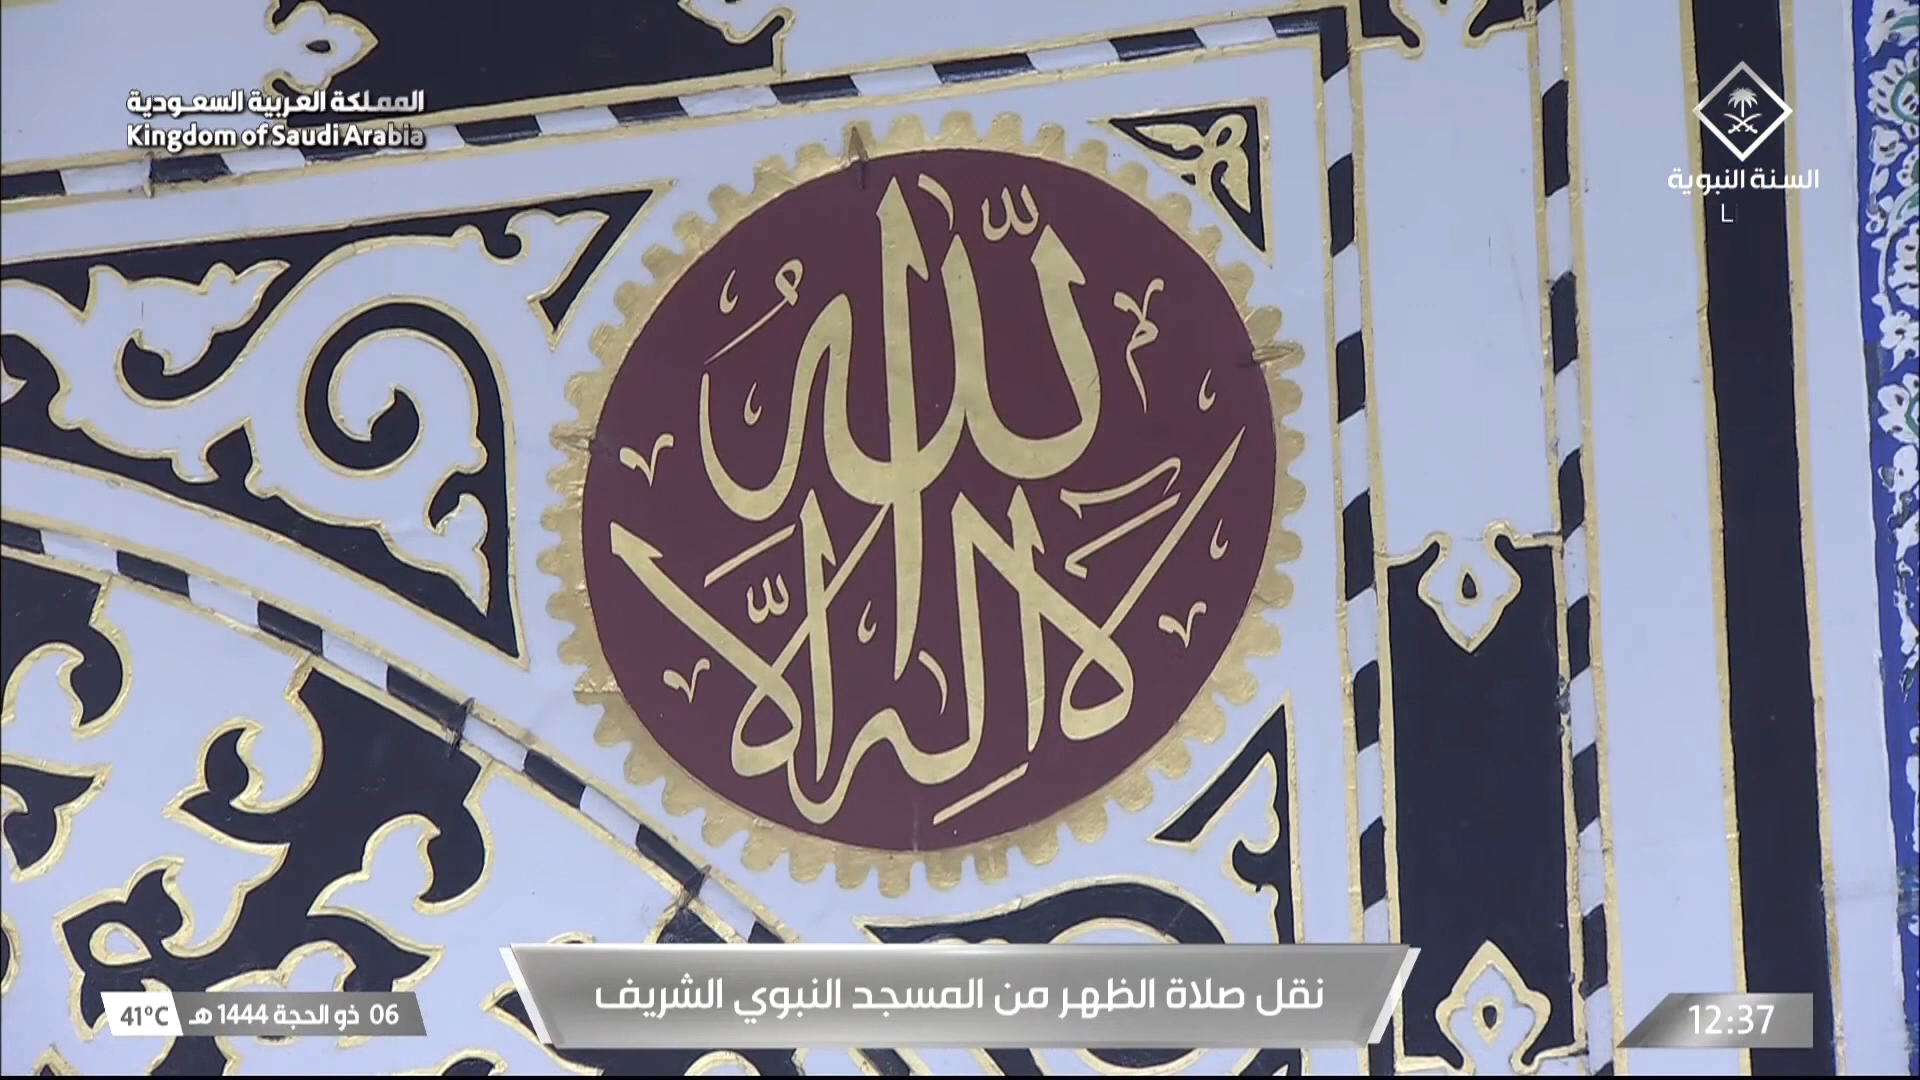 المملكة العربية السعودية
Kingdom of Saudi Arabia
السنة النبوية
L
لا إله إلا الله
نقل صلاة الظهر من المسجد النبوي الشريف
06 ذو الحجة 1444 هـ
41°C
12:37